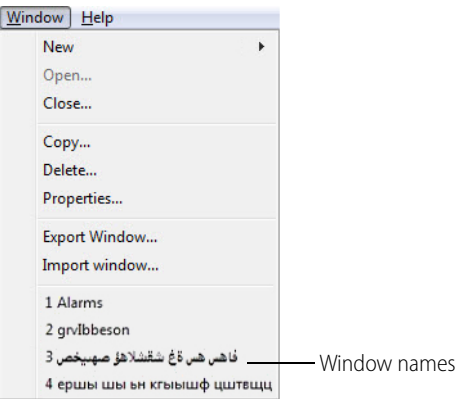 Window Help
New
Open...
Close...
Copy...
Delete...
Properties...
Export Window...
Import window...
1 Alarms
2 grvIbbeson
3 فاهس هس ةغ شقشلاهؤ صهىيخص
Window names
4 ершы шы ьн кгыышф цштвщц